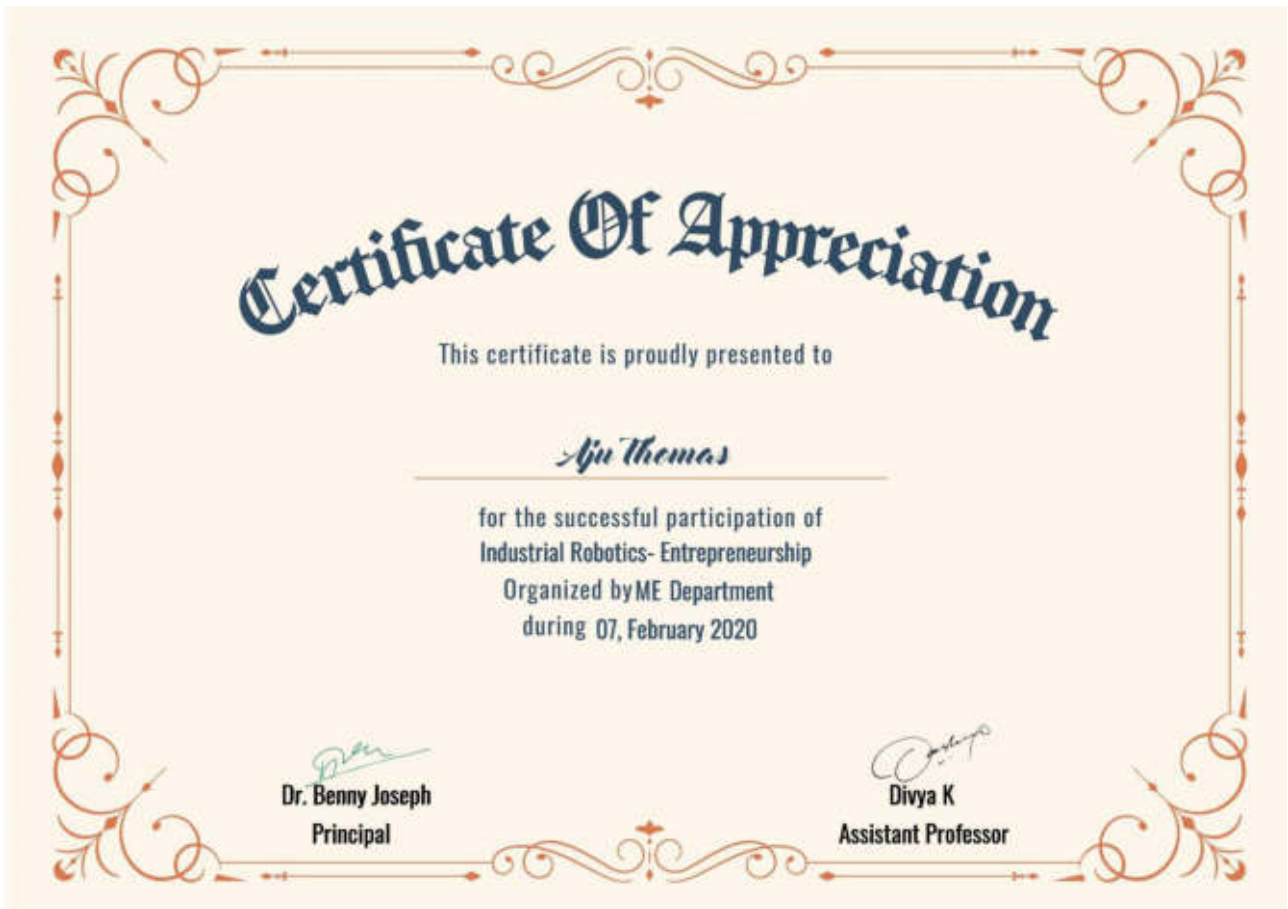 Certificate Of Appreciation
This certificate is proudly presented to
Aju Thomas
for the successful participation of
Industrial Robotics- Entrepreneurship
Organized by ME Department
during 07, February 2020
Dr. Benny Joseph
Principal
Divya K
Assistant Professor